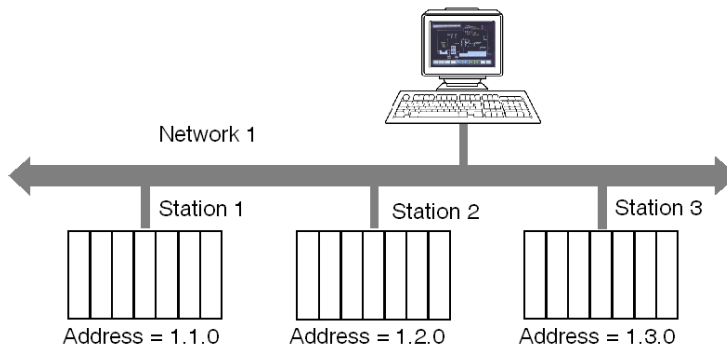 Network 1
Station 1
Station 2
Station 3
Address = 1.1.0
Address = 1.2.0
Address = 1.3.0